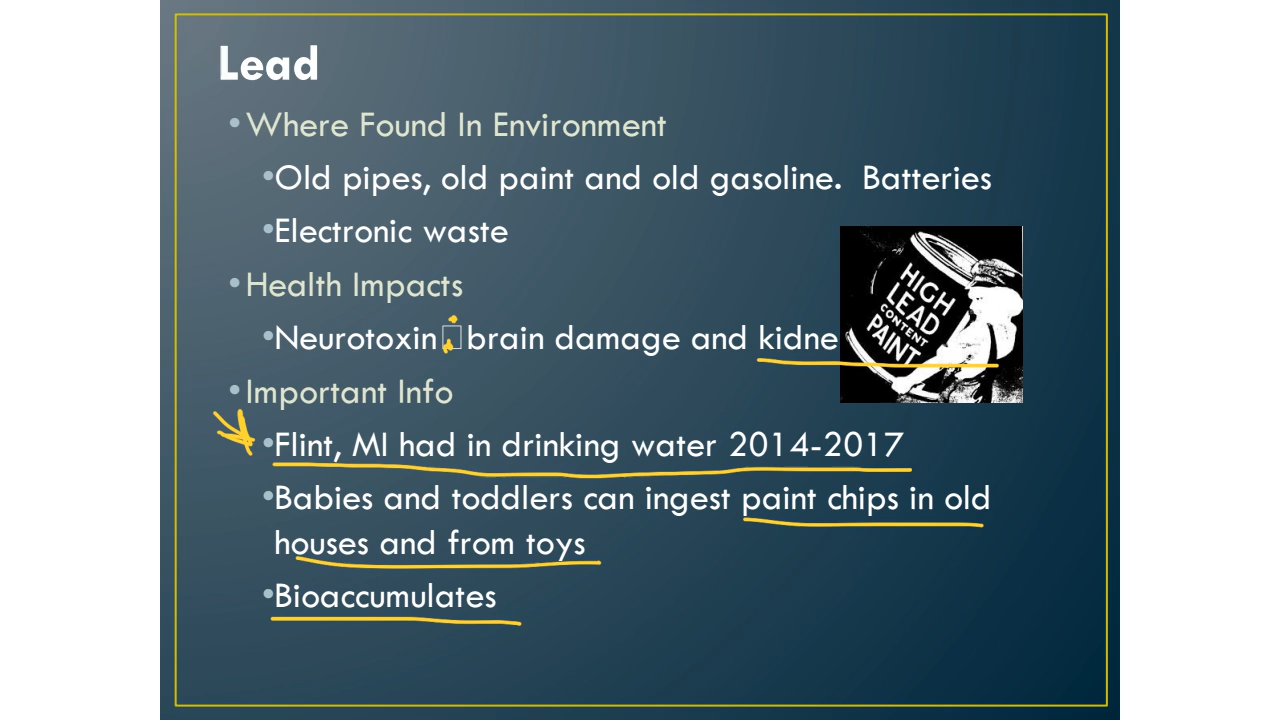 Lead
•Where Found In Environment
•Old pipes, old paint and old gasoline.  Batteries
•Electronic waste
•Health Impacts
•Neurotoxin□brain damage and kidne
•Important Info
•Flint, MI had in drinking water 2014-2017
•Babies and toddlers can ingest paint chips in old
houses and from toys
•Bioaccumulates
HIGH
LEAD
CONTENT
PAINT